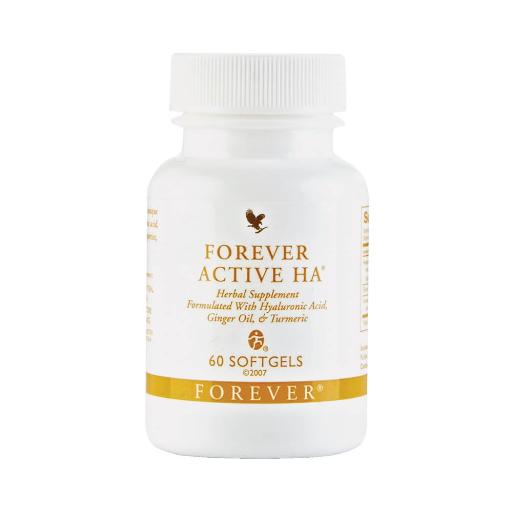 FOREVER
ACTIVE HA®
Herbal Supplement
Formulated With Hyaluronic Acid,
Ginger Oil, & Turmeric
®
60 SOFTGELS
©2007
FOREVER®